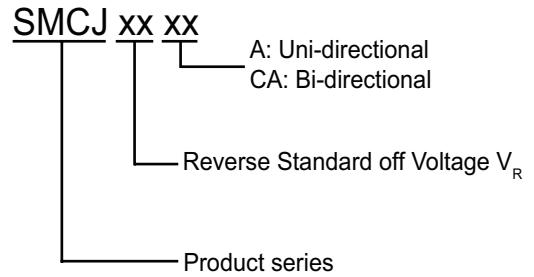 SMCJ xx xx
A: Uni-directional
CA: Bi-directional
Reverse Standard off Voltage VR
Product series